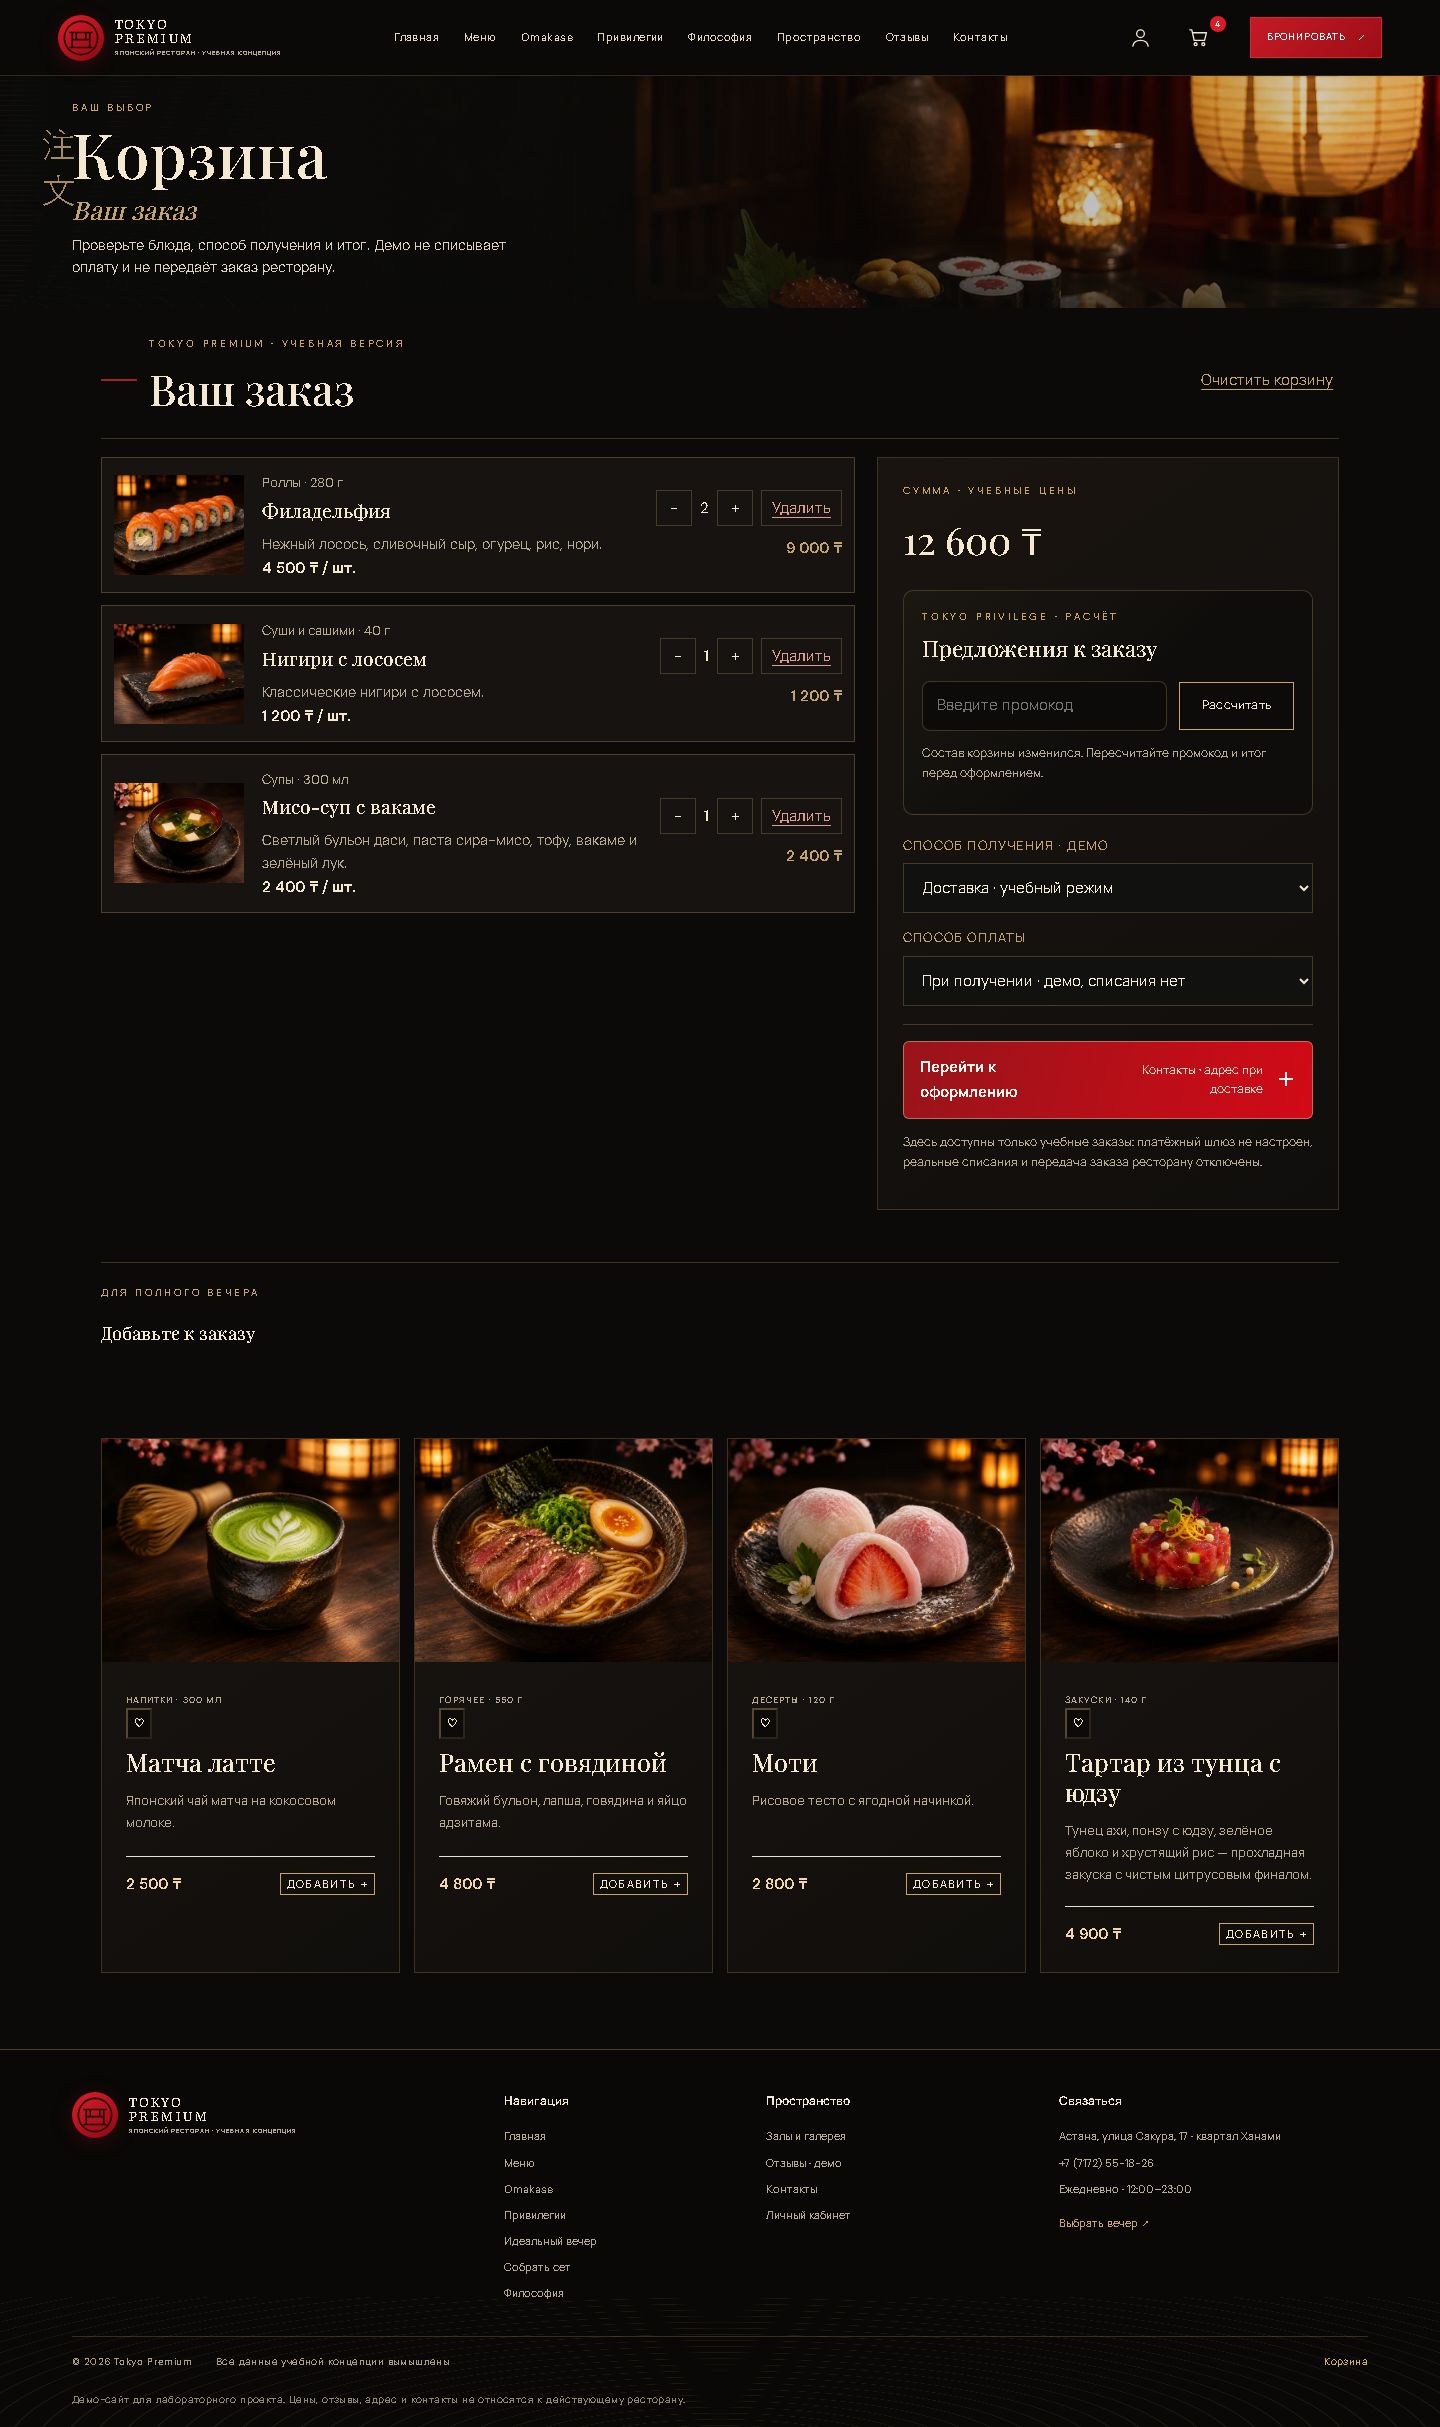 TOKYO
PREMIUM
ЯПОНСКИЙ РЕСТОРАН · УЧЕБНАЯ КОНЦЕПЦИЯ
Главная Меню Omakase Привилегии Философия Пространство Отзывы Контакты
4
БРОНИРОВАТЬ ↗
ВАШ ВЫБОР
注文
Корзина
Ваш заказ
Проверьте блюда, способ получения и итог. Демо не списывает
оплату и не передаёт заказ ресторану.
TOKYO PREMIUM · УЧЕБНАЯ ВЕРСИЯ
Ваш заказ
Очистить корзину
Роллы · 280 г
Филадельфия
Нежный лосось, сливочный сыр, огурец, рис, нори.
4 500 ₸ / шт.
− 2 + Удалить
9 000 ₸
Суши и сашими · 40 г
Нигири с лососем
Классические нигири с лососем.
1 200 ₸ / шт.
− 1 + Удалить
1 200 ₸
Супы · 300 мл
Мисо-суп с вакаме
Светлый бульон даси, паста сира-мисо, тофу, вакаме и
зелёный лук.
2 400 ₸ / шт.
− 1 + Удалить
2 400 ₸
СУММА · УЧЕБНЫЕ ЦЕНЫ
12 600 ₸
TOKYO PRIVILEGE · РАСЧЁТ
Предложения к заказу
Введите промокод
Рассчитать
Состав корзины изменился. Пересчитайте промокод и итог
перед оформлением.
СПОСОБ ПОЛУЧЕНИЯ · ДЕМО
Доставка · учебный режим
СПОСОБ ОПЛАТЫ
При получении · демо, списания нет
Перейти к
оформлению
Контакты · адрес при
доставке
+
Здесь доступны только учебные заказы: платёжный шлюз не настроен,
реальные списания и передача заказа ресторану отключены.
ДЛЯ ПОЛНОГО ВЕЧЕРА
Добавьте к заказу
НАПИТКИ · 300 МЛ
♡
Матча латте
Японский чай матча на кокосовом
молоке.
2 500 ₸
ДОБАВИТЬ +
ГОРЯЧЕЕ · 550 Г
♡
Рамен с говядиной
Говяжий бульон, лапша, говядина и яйцо
адзитама.
4 800 ₸
ДОБАВИТЬ +
ДЕСЕРТЫ · 120 Г
♡
Моти
Рисовое тесто с ягодной начинкой.
2 800 ₸
ДОБАВИТЬ +
ЗАКУСКИ · 140 Г
♡
Тартар из тунца с
юдзу
Тунец ахи, понзу с юдзу, зелёное
яблоко и хрустящий рис — прохладная
закуска с чистым цитрусовым финалом.
4 900 ₸
ДОБАВИТЬ +
TOKYO
PREMIUM
ЯПОНСКИЙ РЕСТОРАН · УЧЕБНАЯ КОНЦЕПЦИЯ
Навигация
Главная
Меню
Omakase
Привилегии
Идеальный вечер
Собрать сет
Философия
Пространство
Залы и галерея
Отзывы · демо
Контакты
Личный кабинет
Связаться
Астана, улица Сакура, 17 · квартал Ханами
+7 (7172) 55-18-26
Ежедневно · 12:00–23:00
Выбрать вечер ↗
© 2026 Tokyo Premium
Все данные учебной концепции вымышлены
Корзина
Демо-сайт для лабораторного проекта. Цены, отзывы, адрес и контакты не относятся к действующему ресторану.